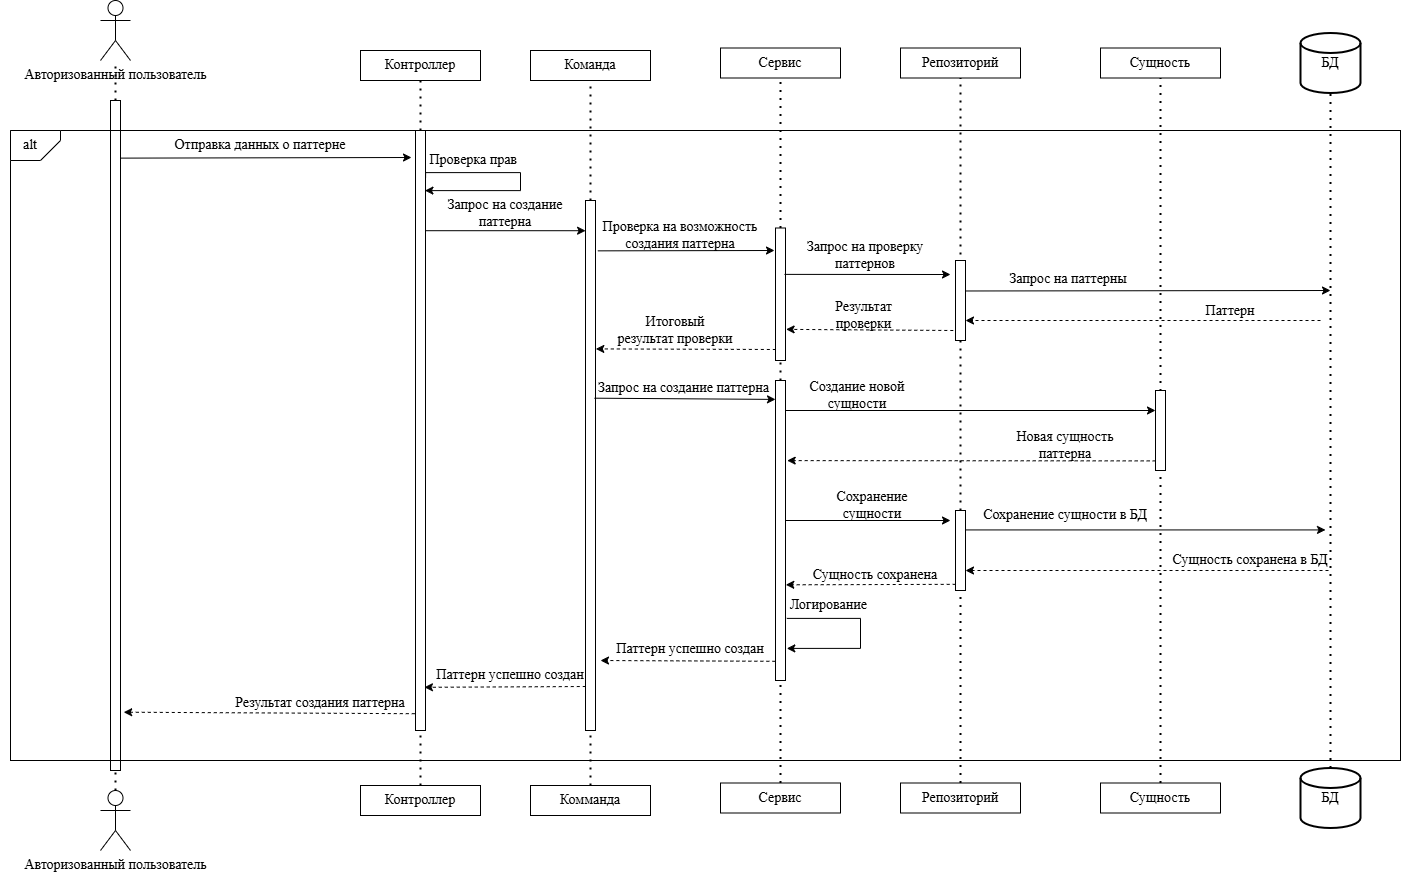 Авторизованный пользователь
Контроллер
Команда
Сервис
Репозиторий
Сущность
БД
alt
Отправка данных о паттерне
Проверка прав
Запрос на создание
паттерна
Проверка на возможность
создания паттерна
Запрос на проверку
паттернов
Запрос на паттерны
Паттерн
Результат
проверки
Итоговый
результат проверки
Запрос на создание паттерна
Создание новой
сущности
Новая сущность
паттерна
Сохранение
сущности
Сохранение сущности в БД
Сущность сохранена в БД
Сущность сохранена
Логирование
Паттерн успешно создан
Паттерн успешно создан
Результат создания паттерна
Контроллер
Комманда
Сервис
Репозиторий
Сущность
БД
Авторизованный пользователь